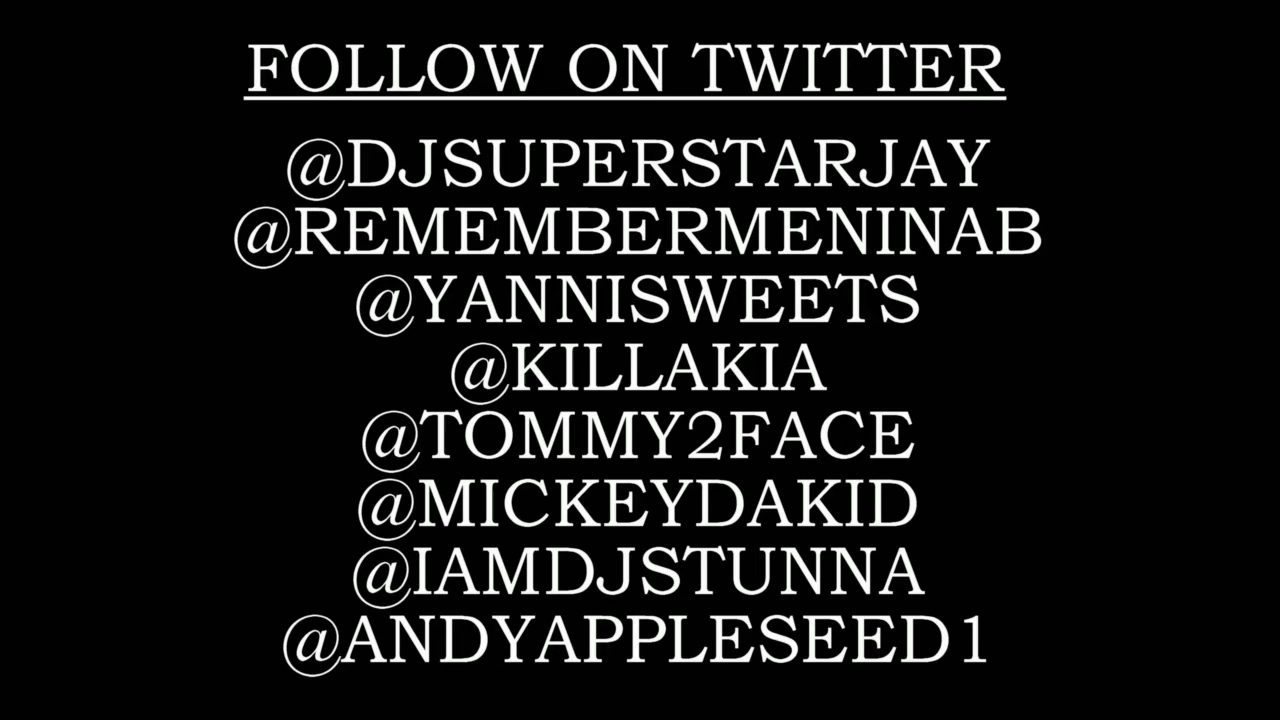 FOLLOW ON TWITTER
@DJSUPERSTARJAY
@REMEMBERMENINAB
@YANNISWEETS
@KILLAKIA
@TOMMY2FACE
@MICKEYDAKID
@IAMDJSTUNNA
@ANDYAPPLESEED1